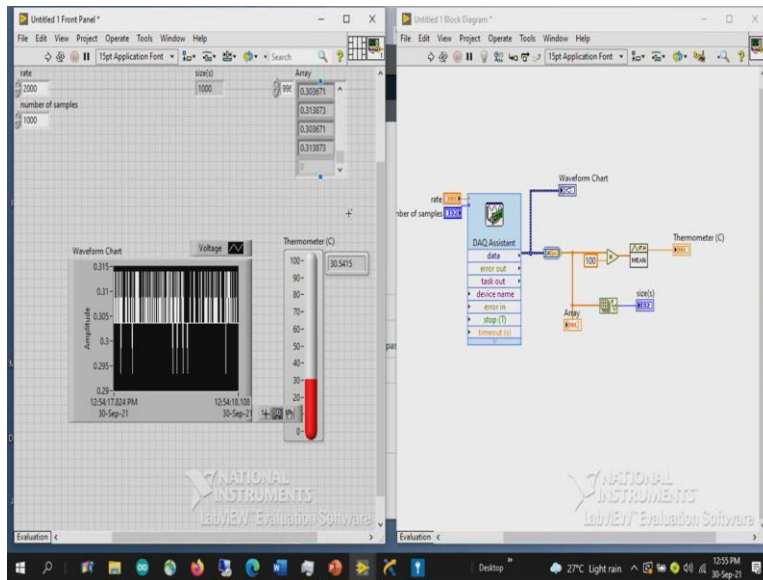 Untitled 1 Front Panel *
File Edit View Project Operate Tools Window Help
15pt Application Font
Search
rate
2000
number of samples
1000
size(s)
1000
Array
996
0.303671
0.313873
0.303671
0.313873
0
Waveform Chart
Voltage
Amplitude
0.315
0.31
0.305
0.3
0.295
0.29
12:54:17.324 PM
30-Sep-21
12:54:18.108
30-Sep-21
Thermometer (C)
100
90
80
70
60
50
40
30
20
0
30.5415
NATIONAL
INSTRUMENTS
LabVIEW Evaluation Software
Evaluation
Untitled 1 Block Diagram *
File Edit View Project Operate Tools Window Help
15pt Application Font
Waveform Chart
rate
number of samples
DAQ Assistant
data
error out
task out
device name
error in
stop (T)
timeout (s)
100
MEAN
Thermometer (C)
size(s)
Array
NATIONAL
INSTRUMENTS
LabVIEW Evaluation Software
Evaluation
Desktop
27°C Light rain
12:55 PM
30-Sep-21